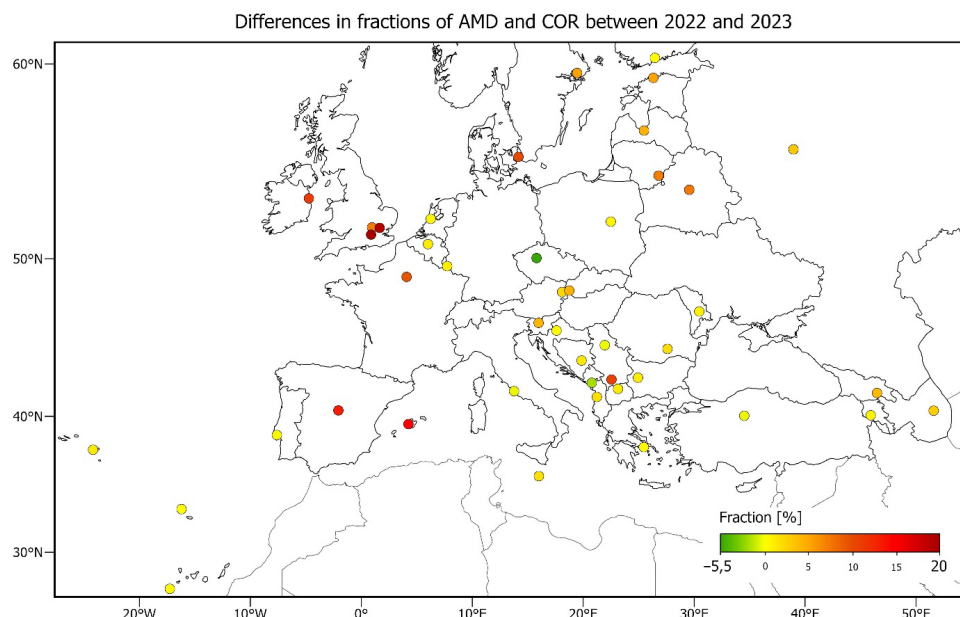 Differences in fractions of AMD and COR between 2022 and 2023
60°N
50°N
40°N
30°N
Fraction [%]
–5,5 0 5 10 15 20
20°W 10°W 0° 10°E 20°E 30°E 40°E 50°E